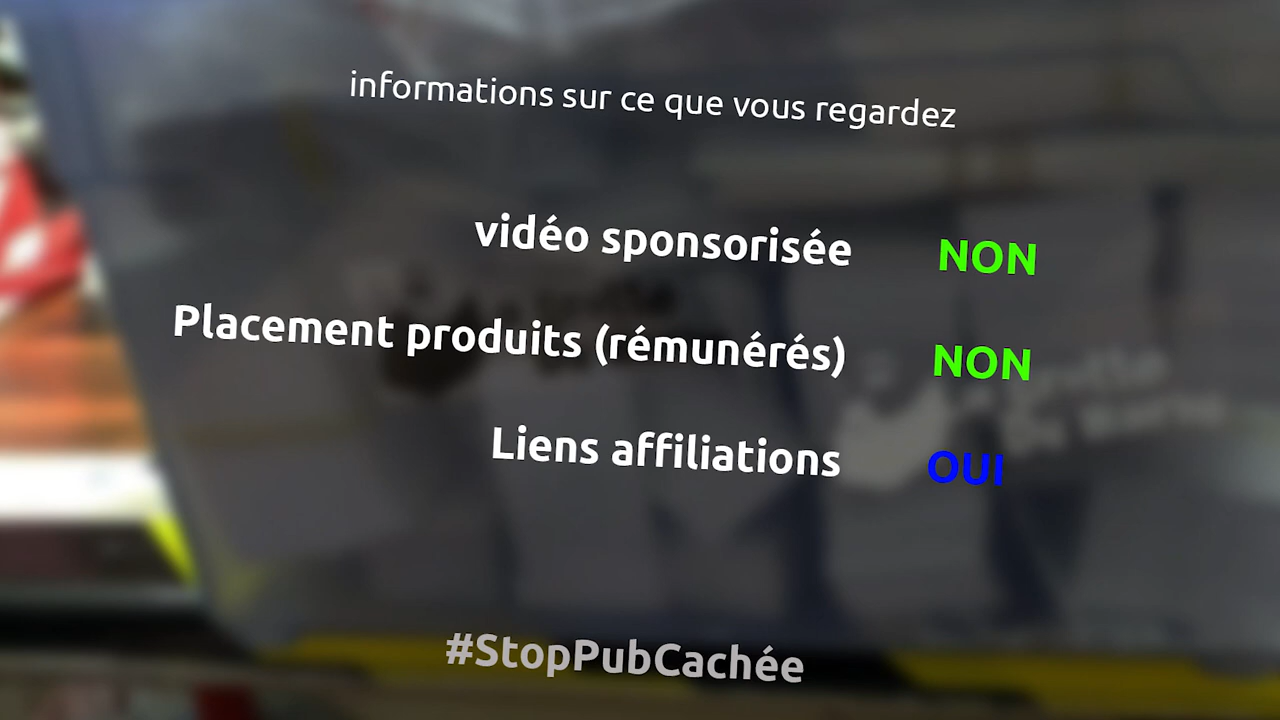 informations sur ce que vous regardez
vidéo sponsorisée NON
Placement produits (rémunérés) NON
Liens affiliations OUI
#StopPubCachée